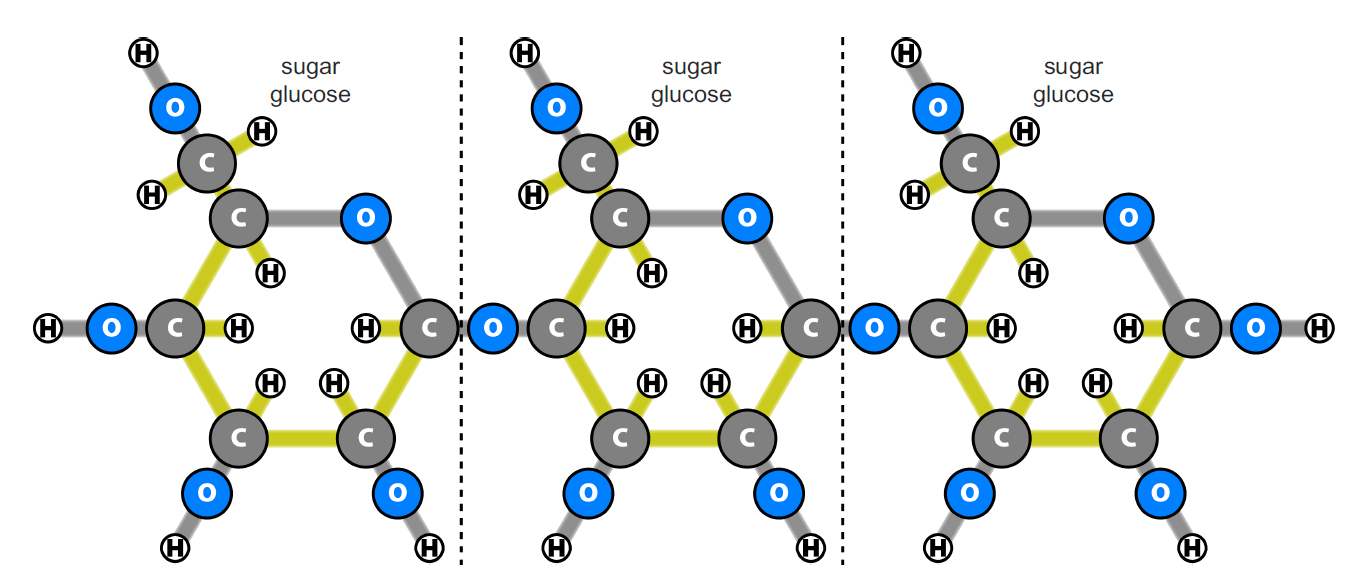 H H H
sugar sugar sugar
glucose glucose glucose
O O O
H H H
C C C
H H H
C O C O C O
H H H
H O C H H C O C H H C O C H H C O H
H H H H H H
C C C C C C
O O O O O O
H H H H H H